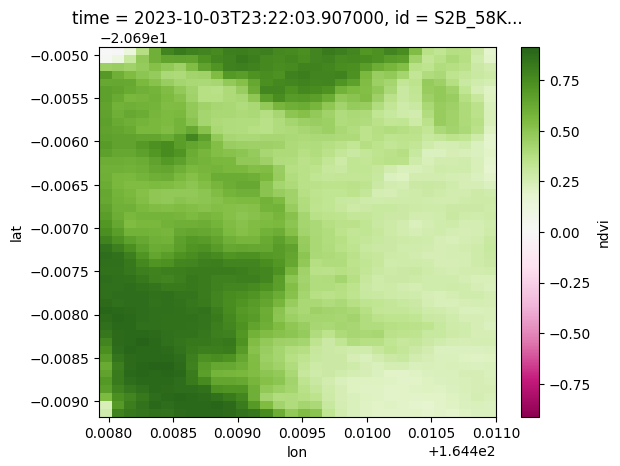 time = 2023-10-03T23:22:03.907000, id = S2B_58K...
−2.069e1
−0.0050
−0.0055
−0.0060
−0.0065
−0.0070
−0.0075
−0.0080
−0.0085
−0.0090
lat
0.0080 0.0085 0.0090 0.0095 0.0100 0.0105 0.0110
lon
+1.644e2
0.75
0.50
0.25
0.00
−0.25
−0.50
−0.75
ndvi